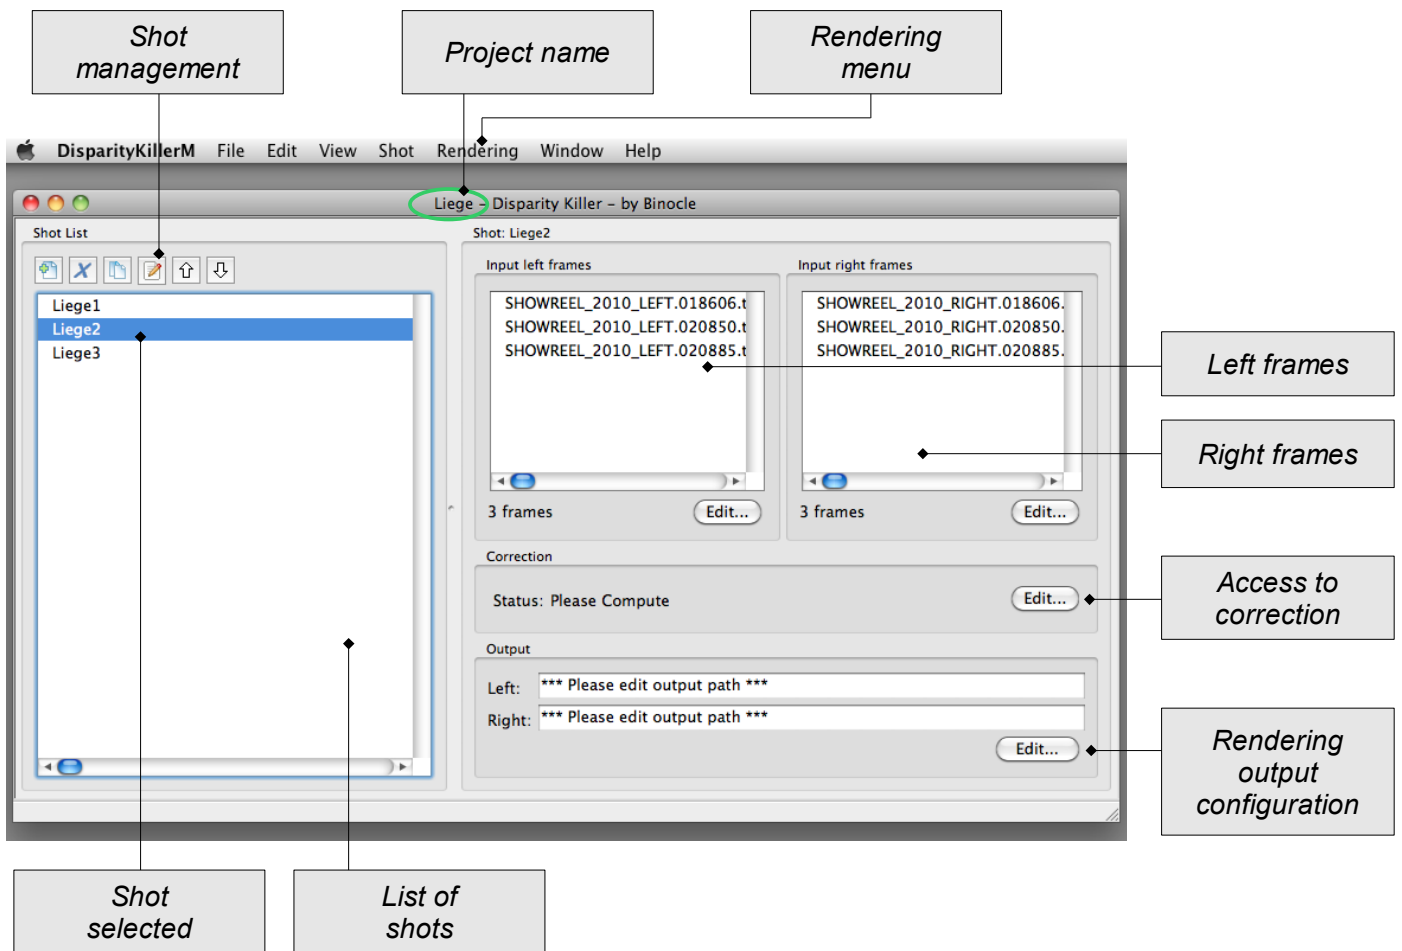 Shot
management
Project name
Rendering
menu
DisparityKillerM File Edit View Shot Rendering Window Help
Liege – Disparity Killer – by Binocle
Shot List
Shot: Liege2
Input left frames
Input right frames
Liege1
Liege2
Liege3
SHOWREEL_2010_LEFT.018606.t
SHOWREEL_2010_LEFT.020850.t
SHOWREEL_2010_LEFT.020885.t
SHOWREEL_2010_RIGHT.018606.
SHOWREEL_2010_RIGHT.020850.
SHOWREEL_2010_RIGHT.020885.
Left frames
Right frames
3 frames
Edit...
3 frames
Edit...
Correction
Status: Please Compute
Edit...
Access to
correction
Output
Left: *** Please edit output path ***
Right: *** Please edit output path ***
Edit...
Rendering
output
configuration
Shot
selected
List of
shots